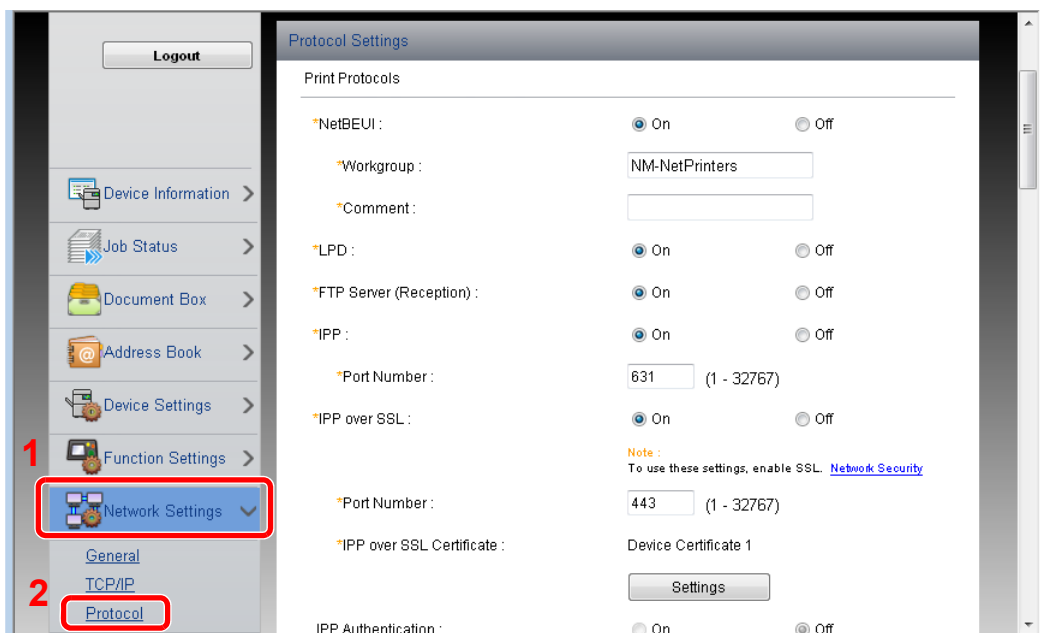 Logout
Device Information
Job Status
Document Box
@
Address Book
Device Settings
1
Function Settings
Network Settings
General
2
TCP/IP
Protocol
Protocol Settings
Print Protocols
*NetBEUI : On Off
*Workgroup : NM-NetPrinters
*Comment :
*LPD : On Off
*FTP Server (Reception) : On Off
*IPP : On Off
*Port Number : 631 (1 - 32767)
*IPP over SSL : On Off
Note :
To use these settings, enable SSL. Network Security
*Port Number : 443 (1 - 32767)
*IPP over SSL Certificate : Device Certificate 1
Settings
IPP Authentication : On Off